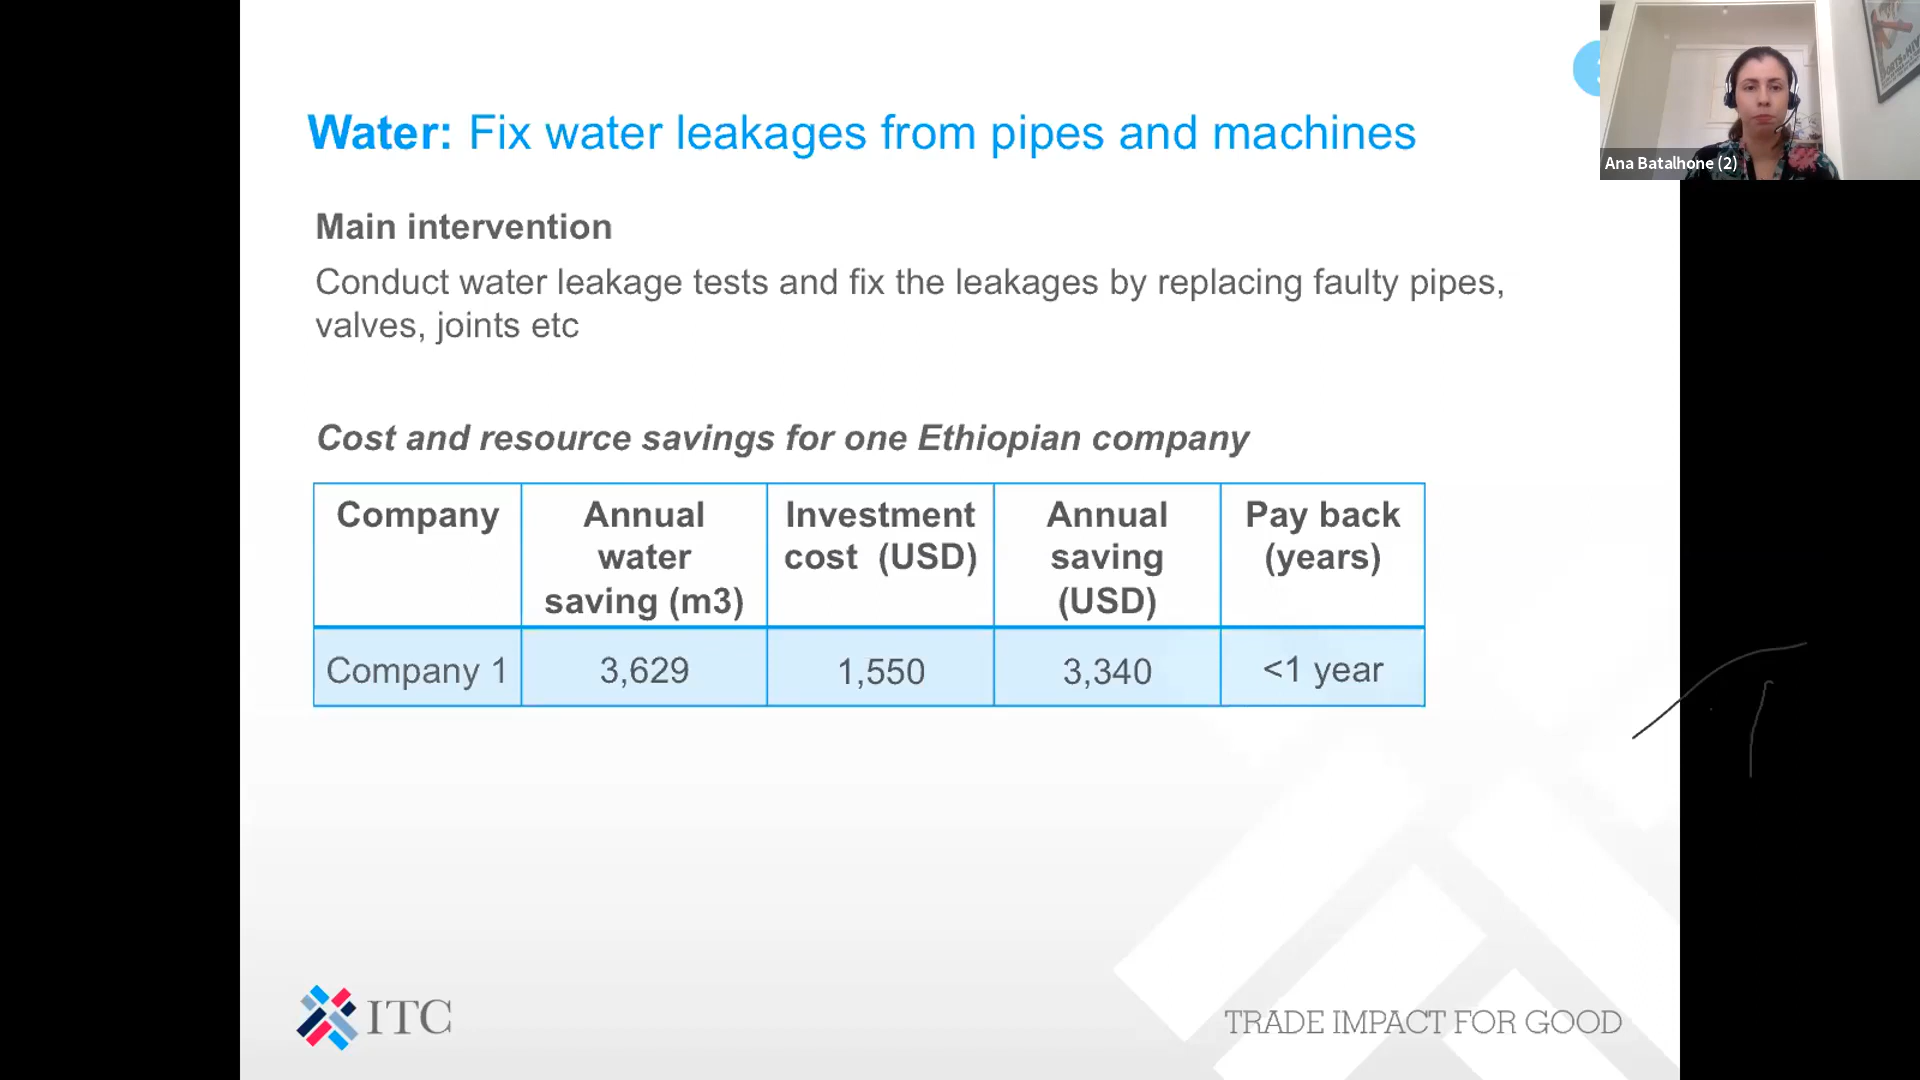 Water: Fix water leakages from pipes and machines
Ana Batalhone (2)
Main intervention
Conduct water leakage tests and fix the leakages by replacing faulty pipes,
valves, joints etc
Cost and resource savings for one Ethiopian company
Company
Annual
water
saving (m3)
Investment
cost (USD)
Annual
saving
(USD)
Pay back
(years)
Company 1
3,629
1,550
3,340
<1 year
ITC
TRADE IMPACT FOR GOOD